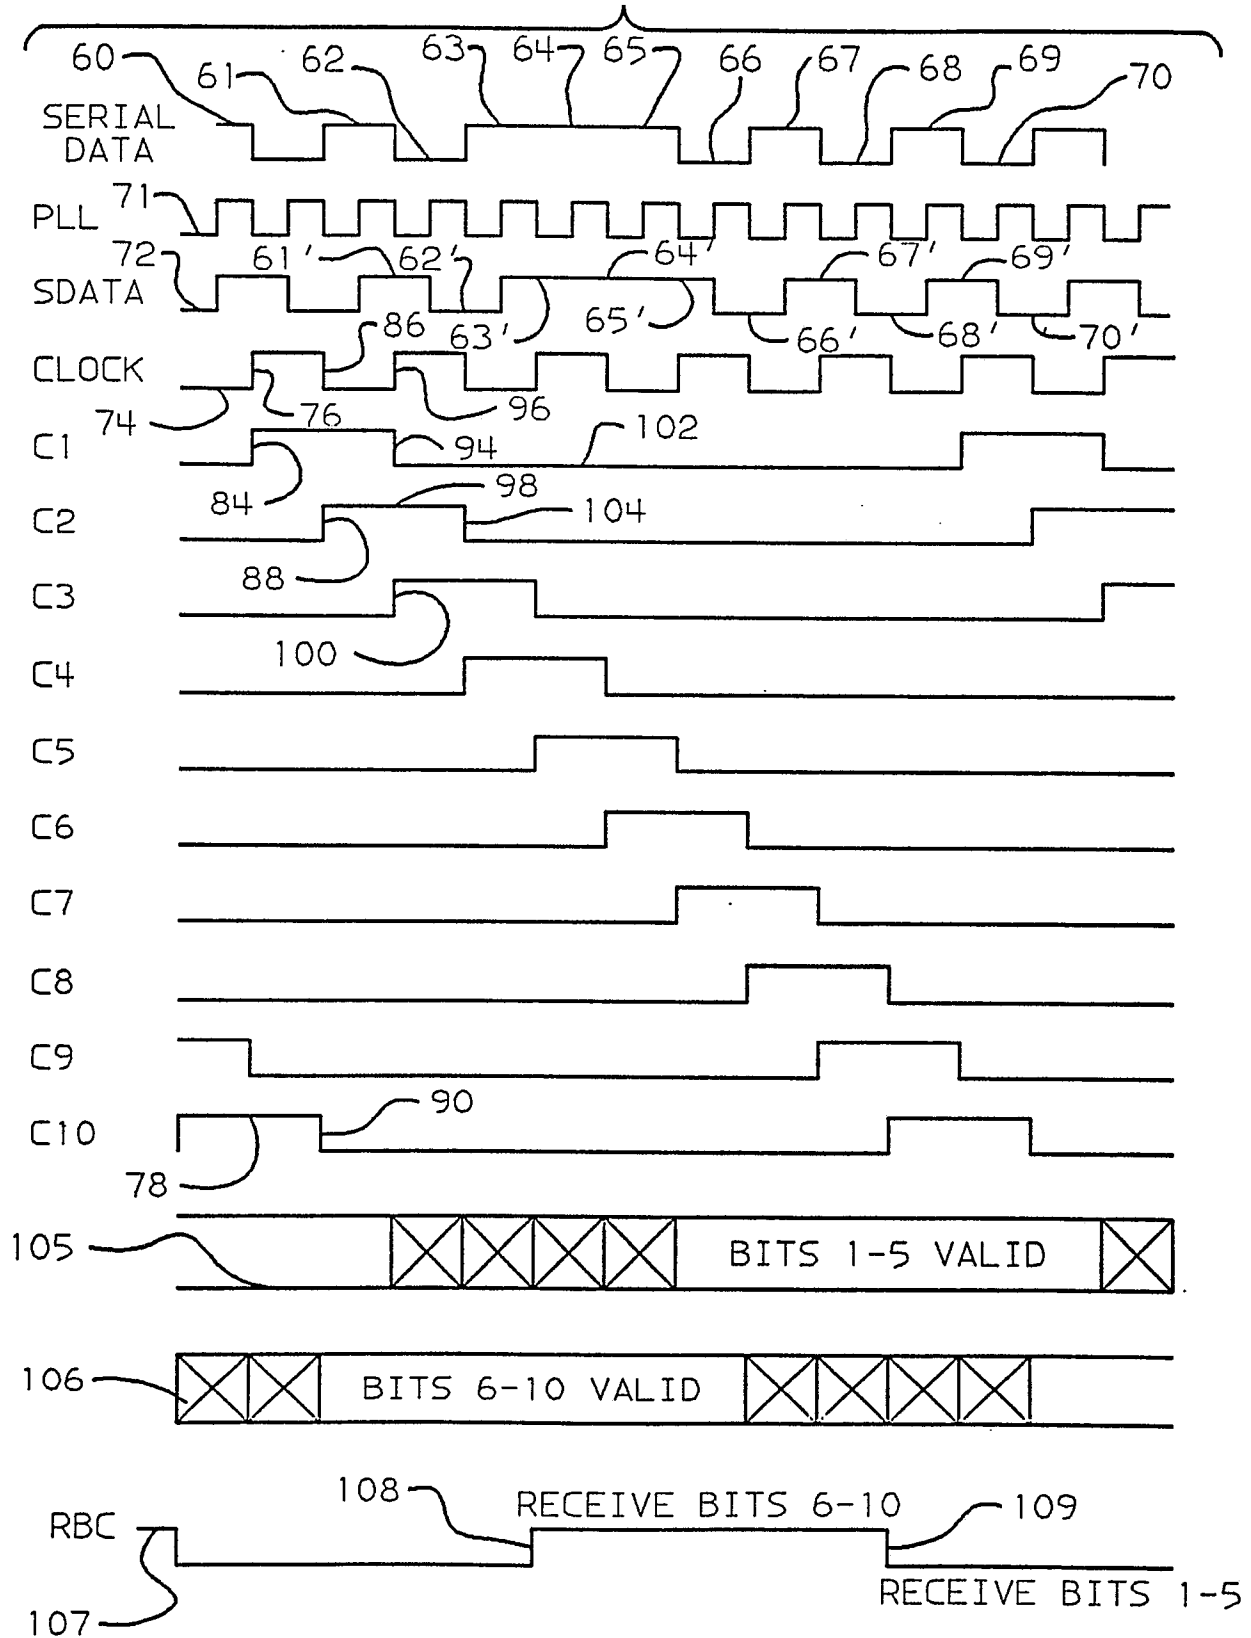 60 61 62 63 64 65 66 67 68 69 70
SERIAL
DATA
PLL 71
72 61' 62' 64' 67' 69'
SDATA
63' 65' 66' 68' 70'
CLOCK 86
74 76 96
C1 94 102
84 98
C2 104
88
C3
100
C4
C5
C6
C7
C8
C9
90
C10
78
105 BITS 1-5 VALID
106 BITS 6-10 VALID
108 RECEIVE BITS 6-10 109
RBC
RECEIVE BITS 1-5
107